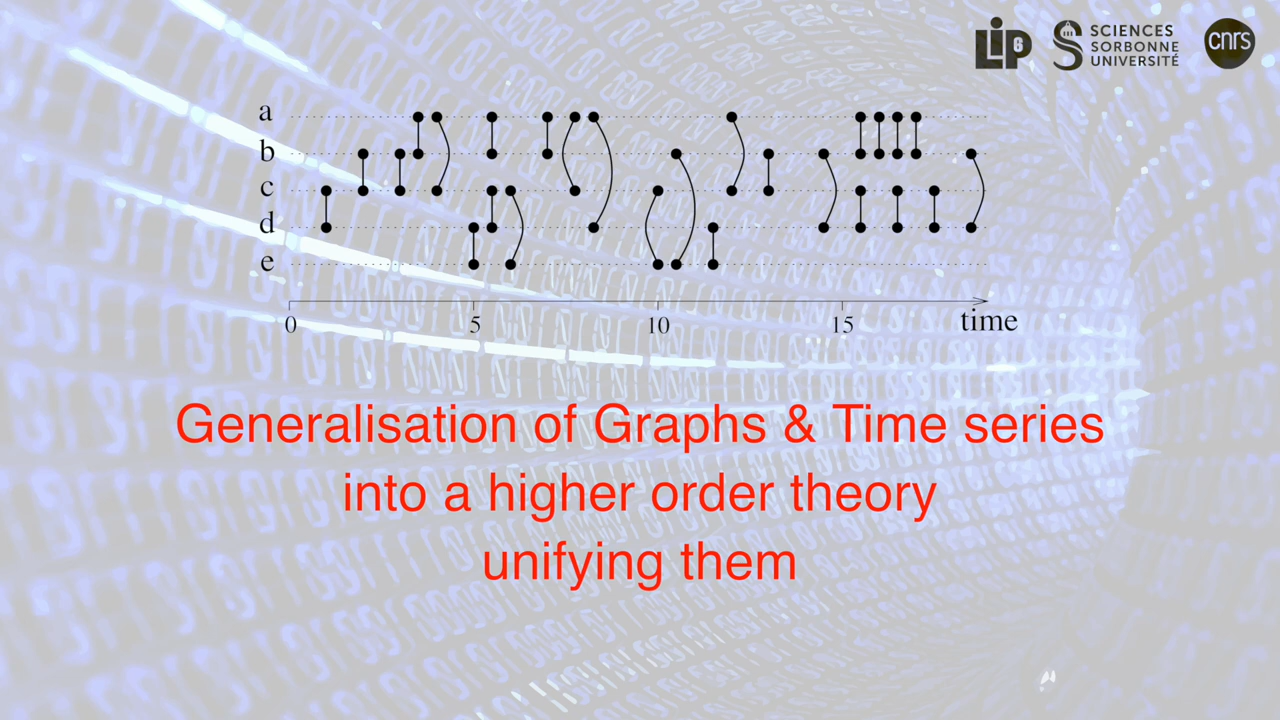 LIP6
SCIENCES
SORBONNE
UNIVERSITÉ
cnrs
a
b
c
d
e
0 5 10 15 time
Generalisation of Graphs & Time series
into a higher order theory
unifying them